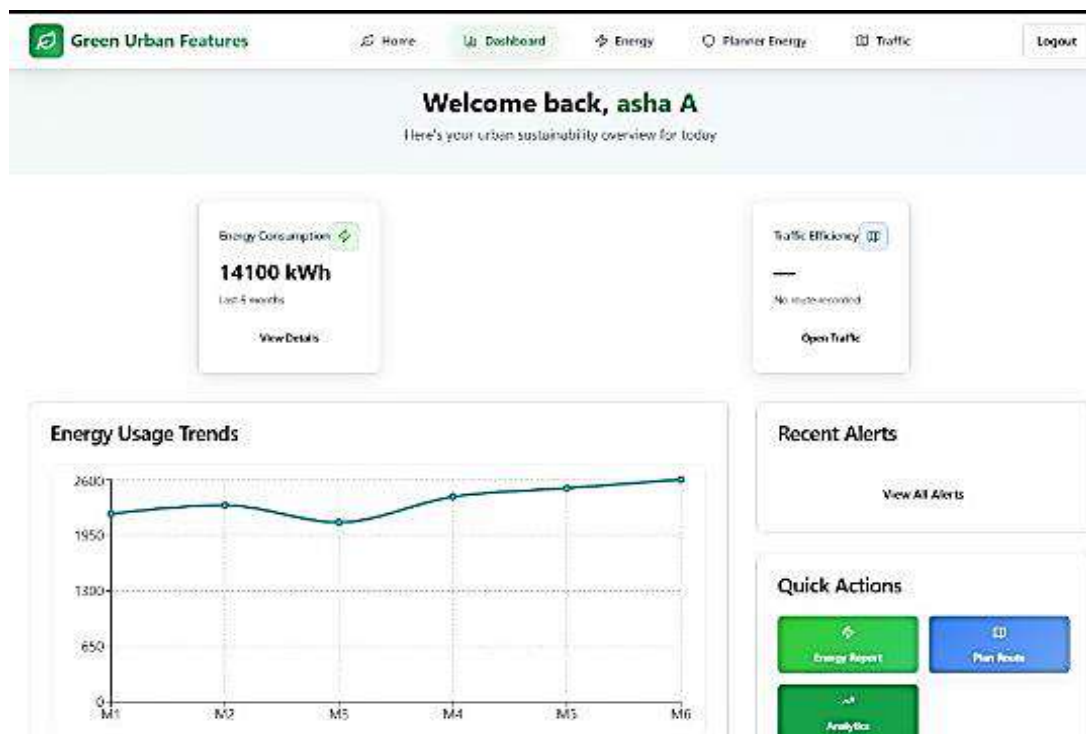 Green Urban Features
Home
Dashboard
Energy
Planner Energy
Traffic
Logout
Welcome back, asha A
Here's your urban sustainability overview for today
Energy Consumption
14100 kWh
Last 6 months
View Details
Traffic Efficiency
—
No route recorded
Open Traffic
Energy Usage Trends
2600
1950
1300
650
0
M1
M2
M3
M4
M5
M6
Recent Alerts
View All Alerts
Quick Actions
Energy Report
Plan Route
Analytics